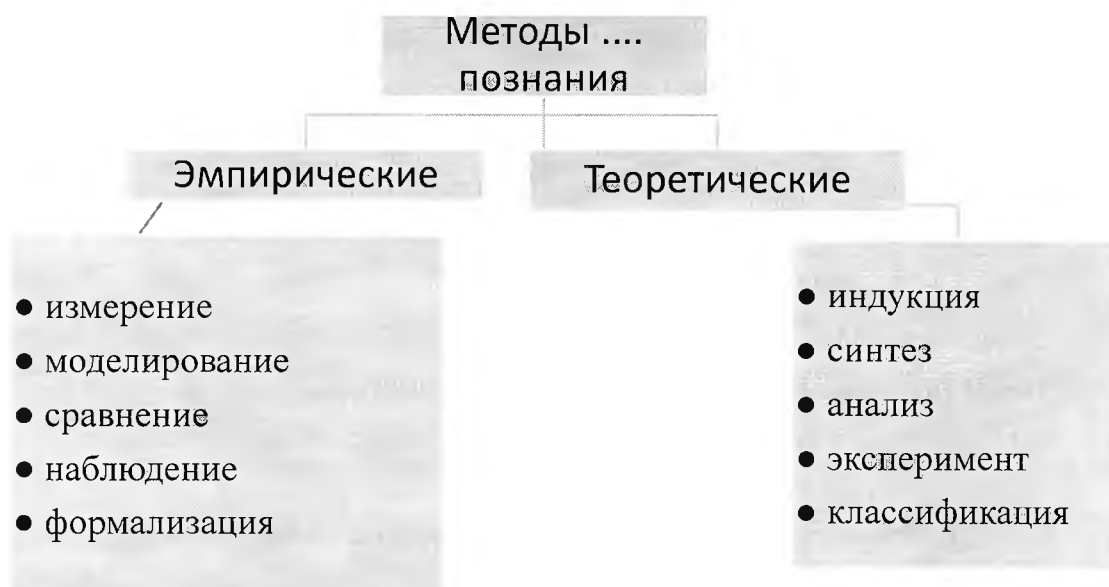 Методы ....
познания
Эмпирические
Теоретические
● измерение
● моделирование
● сравнение
● наблюдение
● формализация
● индукция
● синтез
● анализ
● эксперимент
● классификация